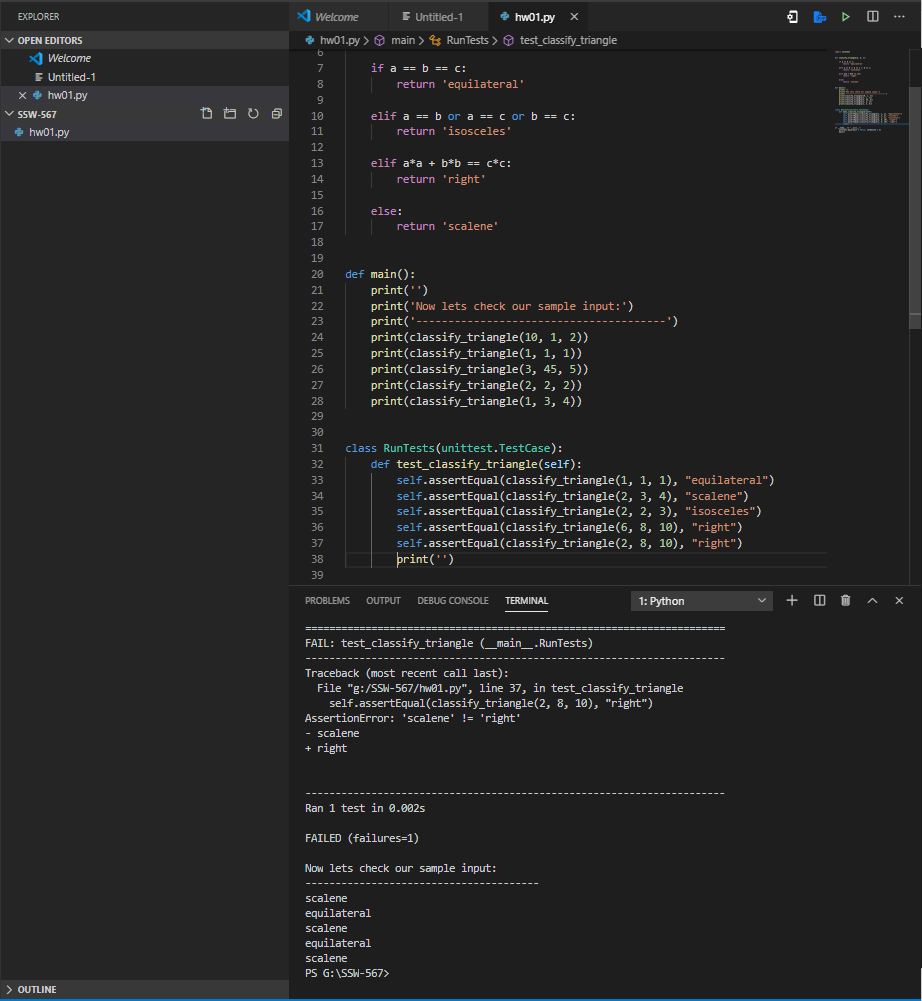 EXPLORER
Welcome
Untitled-1
hw01.py
OPEN EDITORS
Welcome
Untitled-1
hw01.py
SSW-567
hw01.py
OUTLINE
hw01.py > main > RunTests > test_classify_triangle
6
7 if a == b == c:
8 return 'equilateral'
9
10 elif a == b or a == c or b == c:
11 return 'isosceles'
12
13 elif a*a + b*b == c*c:
14 return 'right'
15
16 else:
17 return 'scalene'
18
19
20 def main():
21 print('')
22 print('Now lets check our sample input:')
23 print('---------------------------------------')
24 print(classify_triangle(10, 1, 2))
25 print(classify_triangle(1, 1, 1))
26 print(classify_triangle(3, 45, 5))
27 print(classify_triangle(2, 2, 2))
28 print(classify_triangle(1, 3, 4))
29
30
31 class RunTests(unittest.TestCase):
32 def test_classify_triangle(self):
33 self.assertEqual(classify_triangle(1, 1, 1), "equilateral")
34 self.assertEqual(classify_triangle(2, 3, 4), "scalene")
35 self.assertEqual(classify_triangle(2, 2, 3), "isosceles")
36 self.assertEqual(classify_triangle(6, 8, 10), "right")
37 self.assertEqual(classify_triangle(2, 8, 10), "right")
38 print('')
39
PROBLEMS OUTPUT DEBUG CONSOLE TERMINAL 1: Python
======================================================================
FAIL: test_classify_triangle (__main__.RunTests)
----------------------------------------------------------------------
Traceback (most recent call last):
File "g:/SSW-567/hw01.py", line 37, in test_classify_triangle
self.assertEqual(classify_triangle(2, 8, 10), "right")
AssertionError: 'scalene' != 'right'
- scalene
+ right
----------------------------------------------------------------------
Ran 1 test in 0.002s
FAILED (failures=1)
Now lets check our sample input:
---------------------------------------
scalene
equilateral
scalene
equilateral
scalene
PS G:\SSW-567>